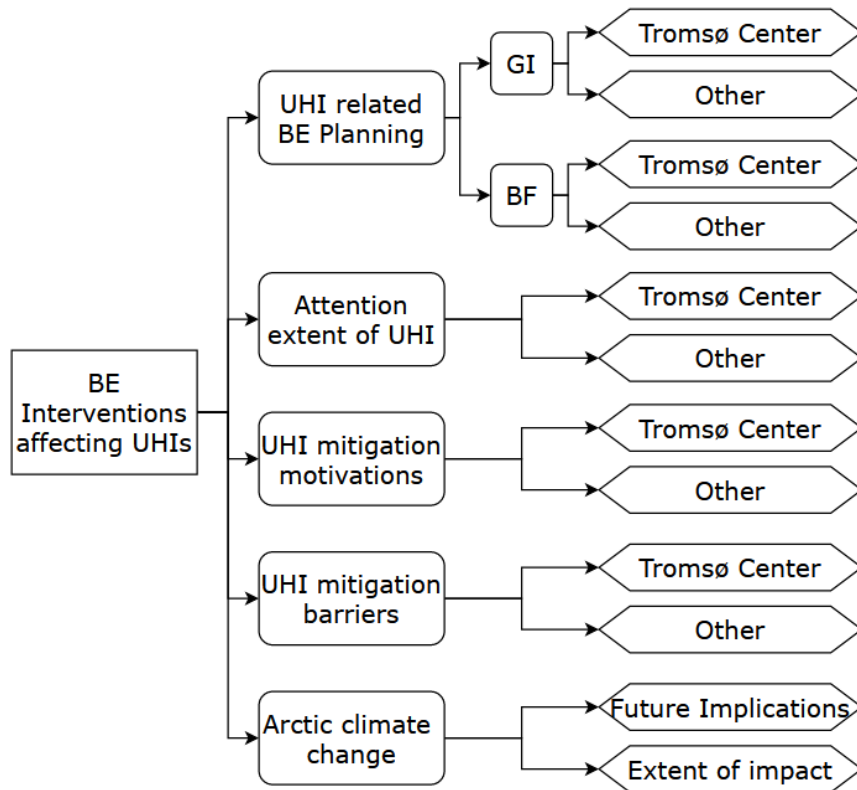 BE
Interventions
affecting UHIs
UHI related
BE Planning
GI
Tromsø Center
Other
BF
Tromsø Center
Other
Attention
extent of UHI
Tromsø Center
Other
UHI mitigation
motivations
Tromsø Center
Other
UHI mitigation
barriers
Tromsø Center
Other
Arctic climate
change
Future Implications
Extent of impact